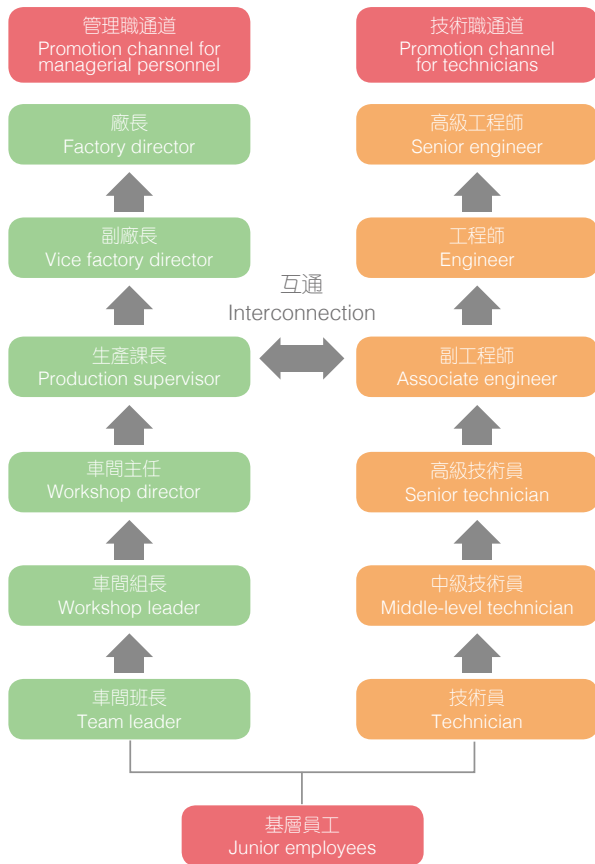 管理職通道
Promotion channel for
managerial personnel
技術職通道
Promotion channel
for technicians
廠長
Factory director
高級工程師
Senior engineer
副廠長
Vice factory director
工程師
Engineer
互通
Interconnection
生產課長
Production supervisor
副工程師
Associate engineer
車間主任
Workshop director
高級技術員
Senior technician
車間組長
Workshop leader
中級技術員
Middle-level technician
車間班長
Team leader
技術員
Technician
基層員工
Junior employees